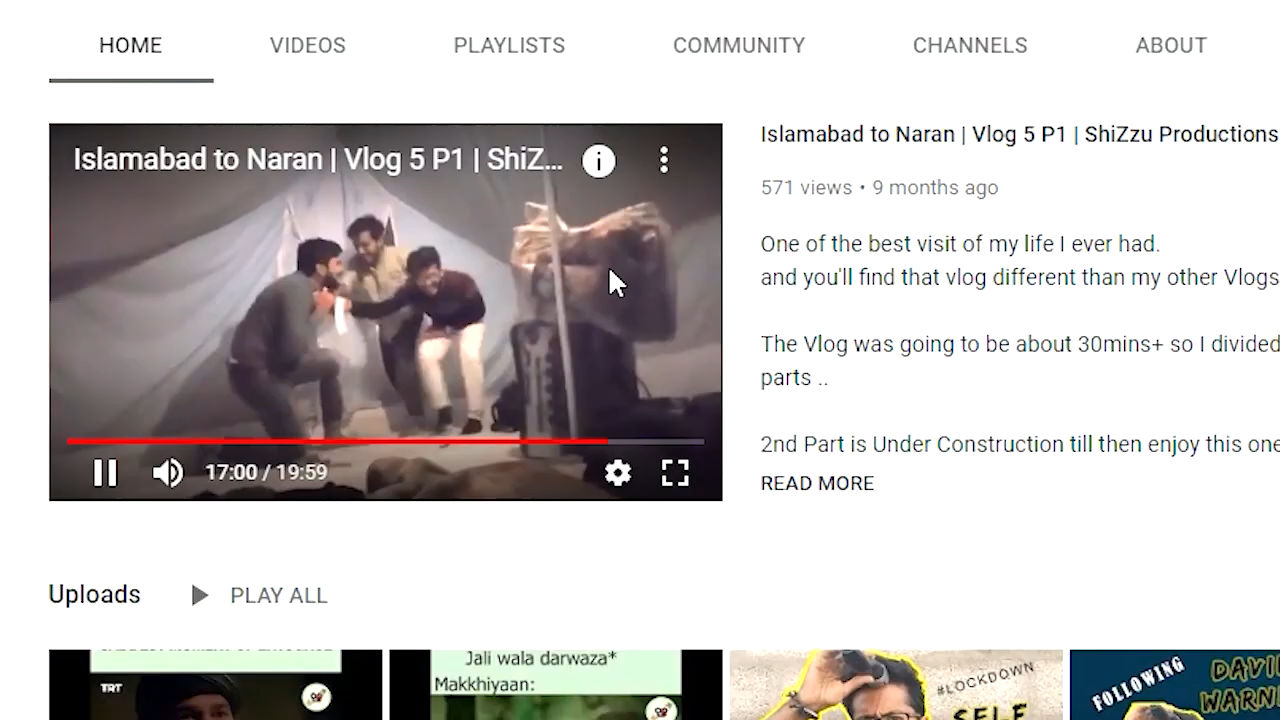 HOME VIDEOS PLAYLISTS COMMUNITY CHANNELS ABOUT
Islamabad to Naran | Vlog 5 P1 | ShiZ...
17:00 / 19:59
Islamabad to Naran | Vlog 5 P1 | ShiZzu Productions
571 views • 9 months ago
One of the best visit of my life I ever had.
and you'll find that vlog different than my other Vlogs
The Vlog was going to be about 30mins+ so I divided
parts ..
2nd Part is Under Construction till then enjoy this one
READ MORE
Uploads PLAY ALL
TRT
Jali wala darwaza*
Makkhiyaan:
#LOCKDOWN
SELF
FOLLOWING